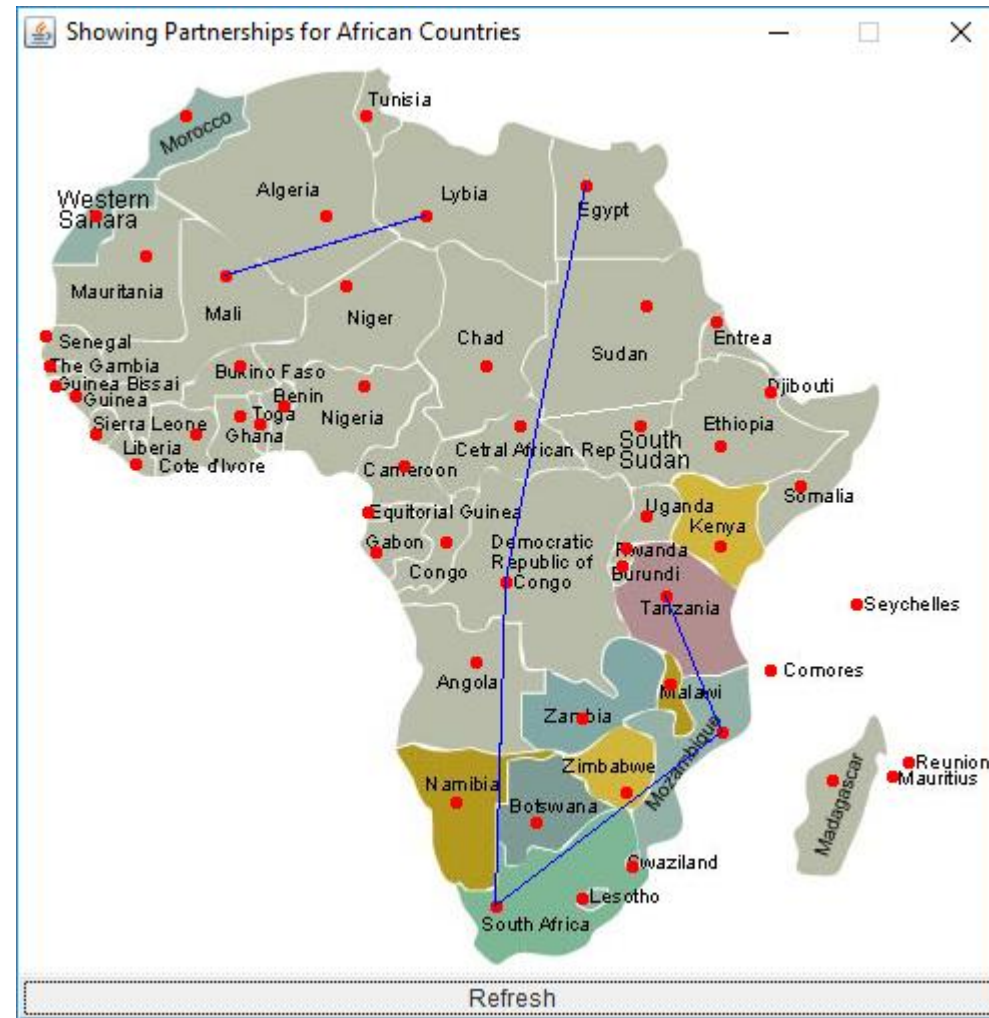 Showing Partnerships for African Countries
Tunisia
Morocco
Algeria
Lybia
Western
Sahara
Egypt
Mauritania
Mali
Niger
Chad
Sudan
Entrea
Senegal
The Gambia
Bukino Faso
Guinea Bissai
Djibouti
Guinea
Benin
Toga
Nigeria
Sierra Leone
Ghana
Ethiopia
Liberia
Cetral African Rep
South
Sudan
Cote d'Ivore
Cameroon
Somalia
Equitorial Guinea
Uganda
Kenya
Gabon
Congo
Democratic
Republic of
Congo
Rwanda
Burundi
Tanzania
Seychelles
Comores
Angola
Malawi
Zambia
Mozambique
Zimbabwe
Namibia
Botswana
Madagascar
Reunion
Mauritius
Swaziland
Lesotho
South Africa
Refresh